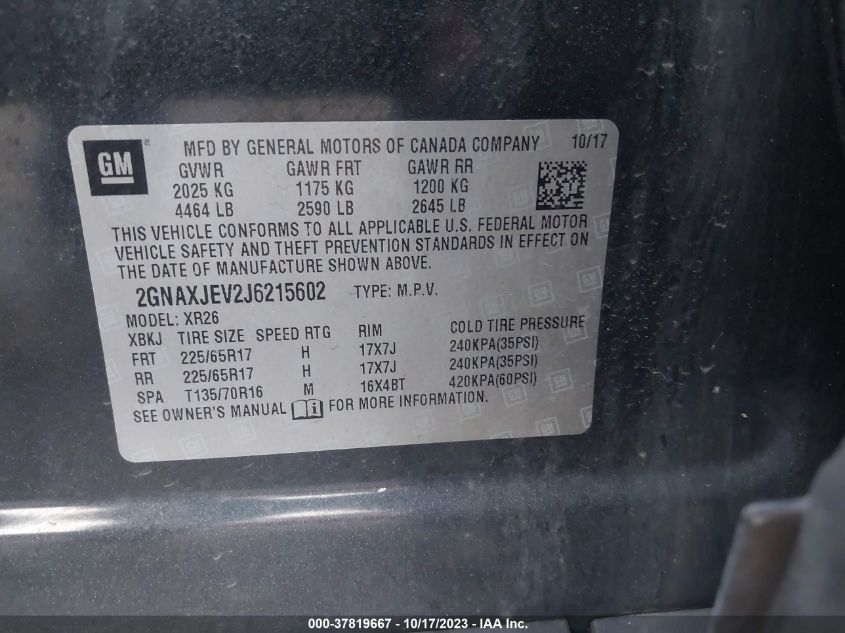 GM MFD BY GENERAL MOTORS OF CANADA COMPANY 10/17
GVWR GAWR FRT GAWR RR
2025 KG 1175 KG 1200 KG
4464 LB 2590 LB 2645 LB
THIS VEHICLE CONFORMS TO ALL APPLICABLE U.S. FEDERAL MOTOR
VEHICLE SAFETY AND THEFT PREVENTION STANDARDS IN EFFECT ON
THE DATE OF MANUFACTURE SHOWN ABOVE.
2GNAXJEV2J6215602 TYPE: M.P.V.
MODEL: XR26
XBKJ TIRE SIZE SPEED RTG RIM COLD TIRE PRESSURE
FRT 225/65R17 H 17X7J 240KPA(35PSI)
RR 225/65R17 H 17X7J 240KPA(35PSI)
SPA T135/70R16 M 16X4BT 420KPA(60PSI)
SEE OWNER'S MANUAL FOR MORE INFORMATION.
000-37819667 - 10/17/2023 - IAAI.com.